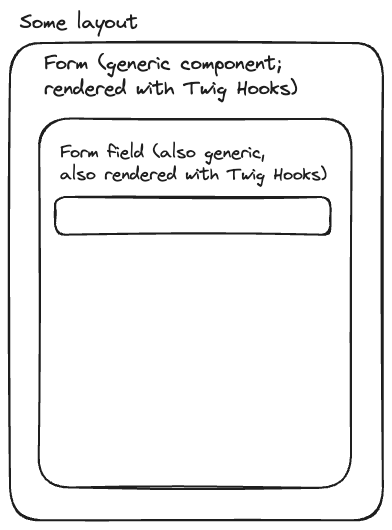 Some layout
Form (generic component;
rendered with Twig Hooks)
Form field (also generic,
also rendered with Twig Hooks)